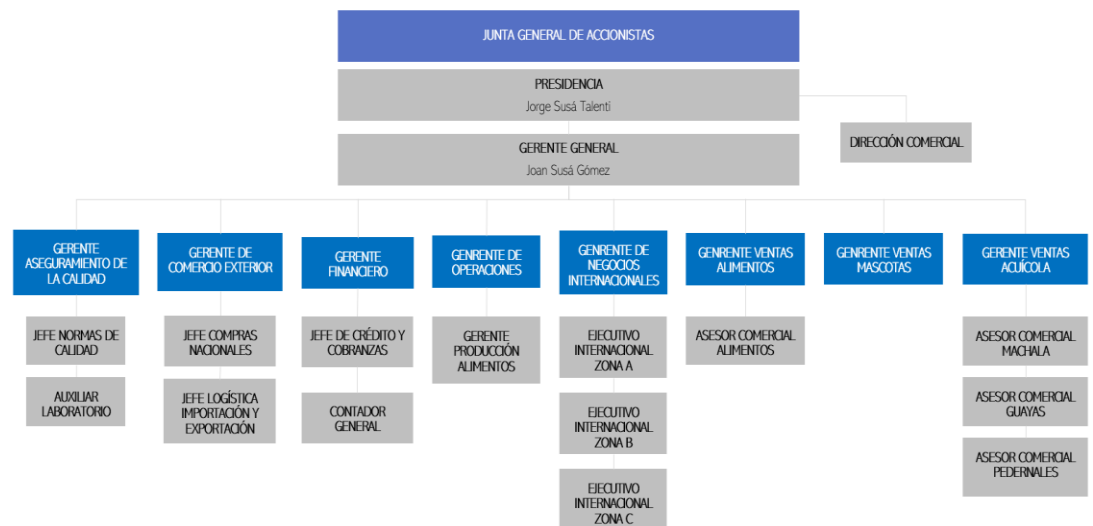 JUNTA GENERAL DE ACCIONISTAS
PRESIDENCIA
Jorge Susá Talenti
DIRECCIÓN COMERCIAL
GERENTE GENERAL
Joan Susá Gómez
GERENTE
ASEGURAMIENTO DE
LA CALIDAD
GERENTE DE
COMERCIO EXTERIOR
GERENTE
FINANCIERO
GENRENTE DE
OPERACIONES
GENRENTE DE
NEGOCIOS
INTERNACIONALES
GENRENTE VENTAS
ALIMENTOS
GENRENTE VENTAS
MASCOTAS
GERENTE VENTAS
ACUÍCOLA
JEFE NORMAS DE
CALIDAD
JEFE COMPRAS
NACIONALES
JEFE DE CRÉDITO Y
COBRANZAS
GERENTE
PRODUCCIÓN
ALIMENTOS
EJECUTIVO
INTERNACIONAL
ZONA A
ASESOR COMERCIAL
ALIMENTOS
ASESOR COMERCIAL
MACHALA
AUXILIAR
LABORATORIO
JEFE LOGÍSTICA
IMPORTACIÓN Y
EXPORTACIÓN
CONTADOR
GENERAL
EJECUTIVO
INTERNACIONAL
ZONA B
ASESOR COMERCIAL
GUAYAS
EJECUTIVO
INTERNACIONAL
ZONA C
ASESOR COMERCIAL
PEDERNALES